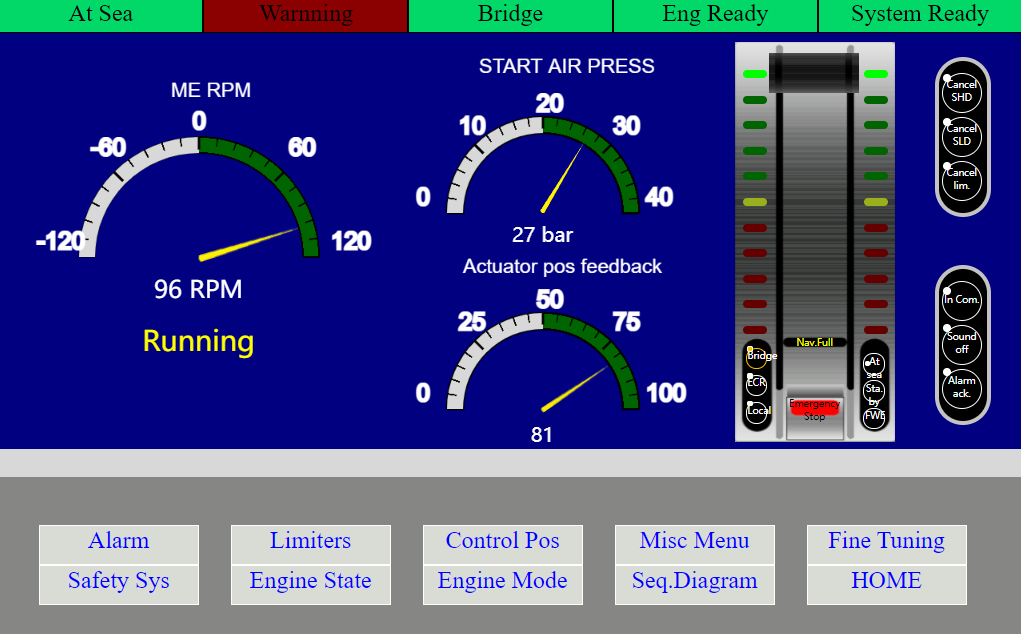 At Sea
Warnning
Bridge
Eng Ready
System Ready
ME RPM
-120
-60
0
60
120
96 RPM
Running
START AIR PRESS
0
10
20
30
40
27 bar
Actuator pos feedback
0
25
50
75
100
81
Nav.Full
Bridge
ECR
Local
Emergency
Stop
At
sea
Sta.
by
FWE
Cancel
SHD
Cancel
SLD
Cancel
lim.
In Com.
Sound
off
Alarm
ack.
Alarm
Limiters
Control Pos
Misc Menu
Fine Tuning
Safety Sys
Engine State
Engine Mode
Seq.Diagram
HOME